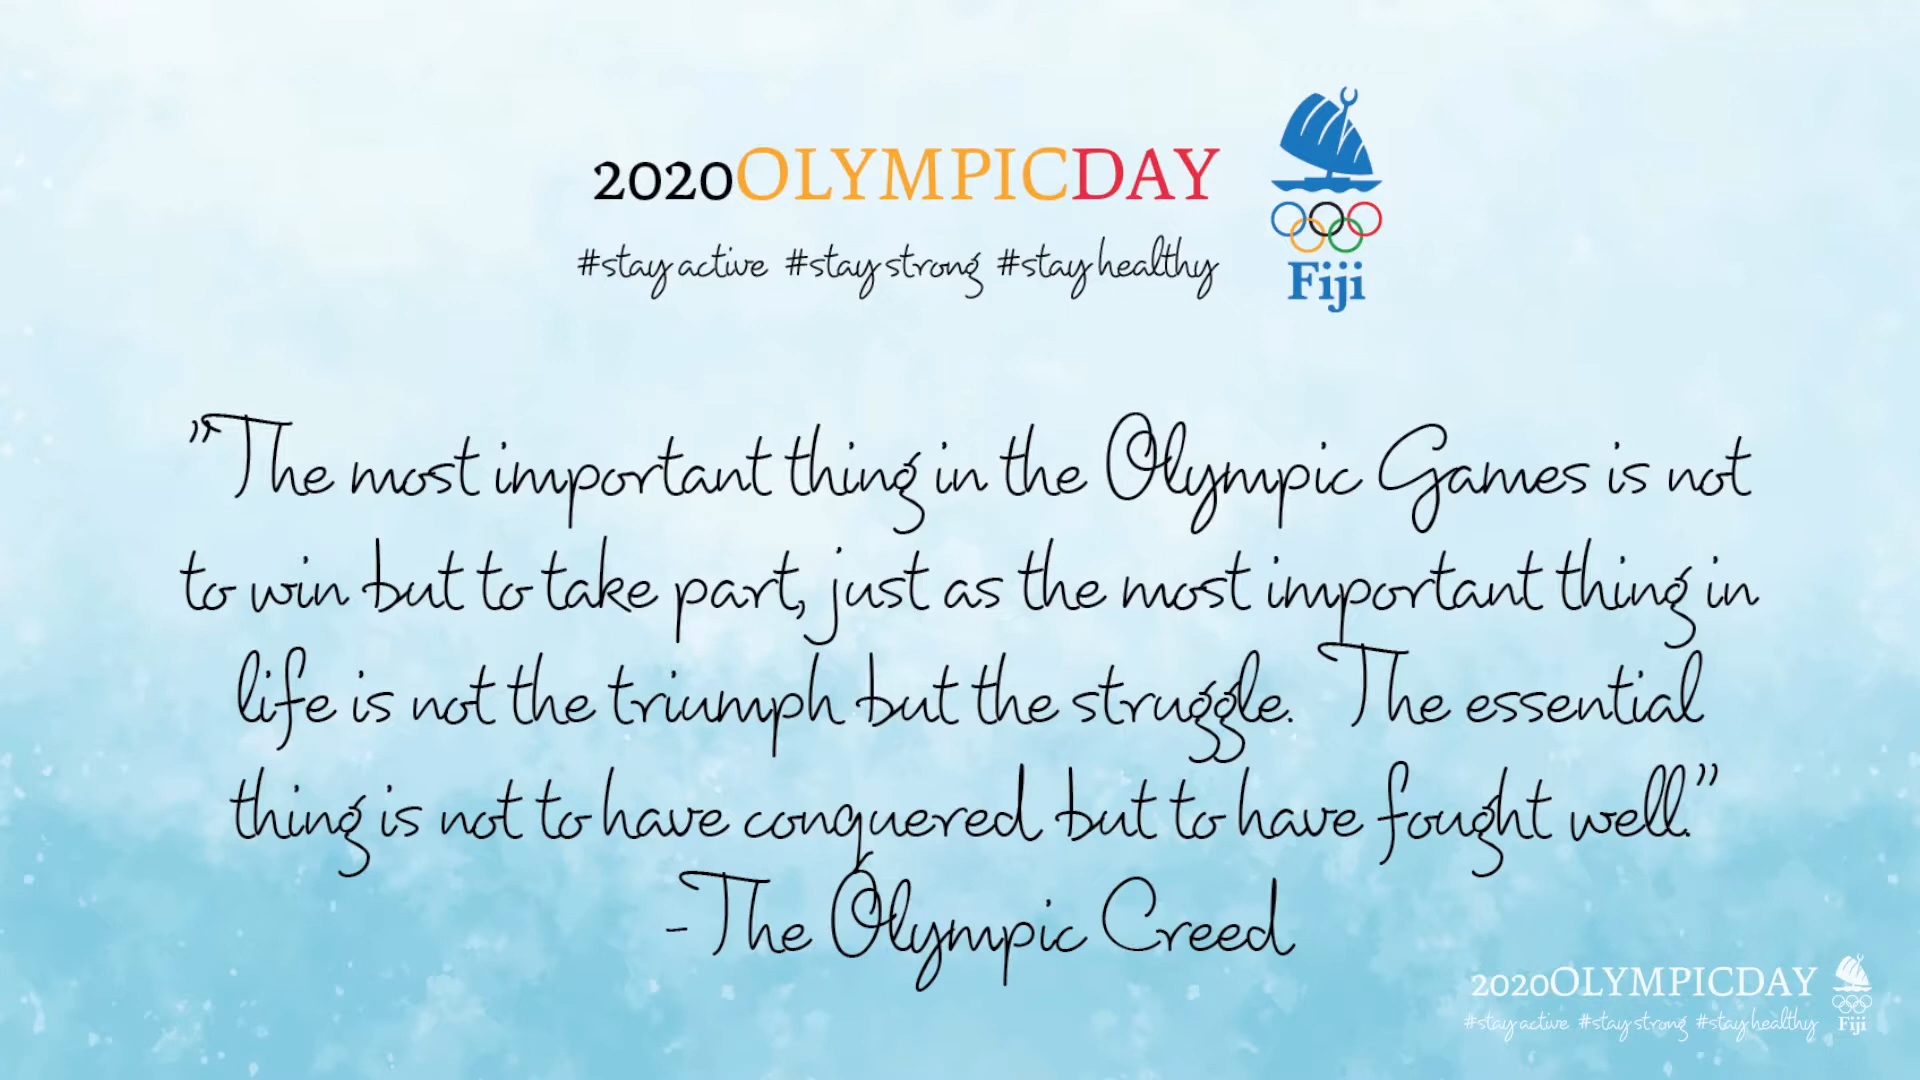 2020OLYMPICDAY
#stayactive #staystrong #stayhealthy
Fiji
"The most important thing in the Olympic Games is not
to win but to take part, just as the most important thing in
life is not the triumph but the struggle. The essential
thing is not to have conquered but to have fought well."
-The Olympic Creed
2020OLYMPICDAY
#stayactive #staystrong #stayhealthy
Fiji